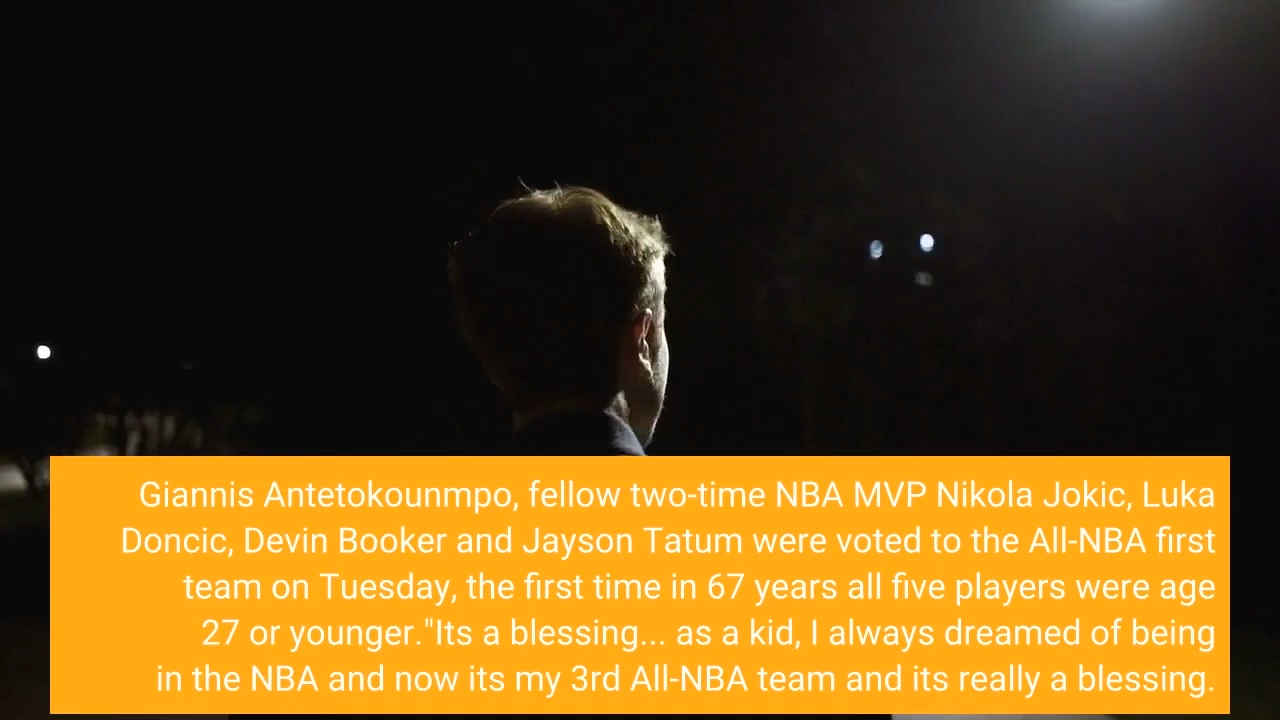 Giannis Antetokounmpo, fellow two-time NBA MVP Nikola Jokic, Luka
Doncic, Devin Booker and Jayson Tatum were voted to the All-NBA first
team on Tuesday, the first time in 67 years all five players were age
27 or younger."Its a blessing... as a kid, I always dreamed of being
in the NBA and now its my 3rd All-NBA team and its really a blessing.